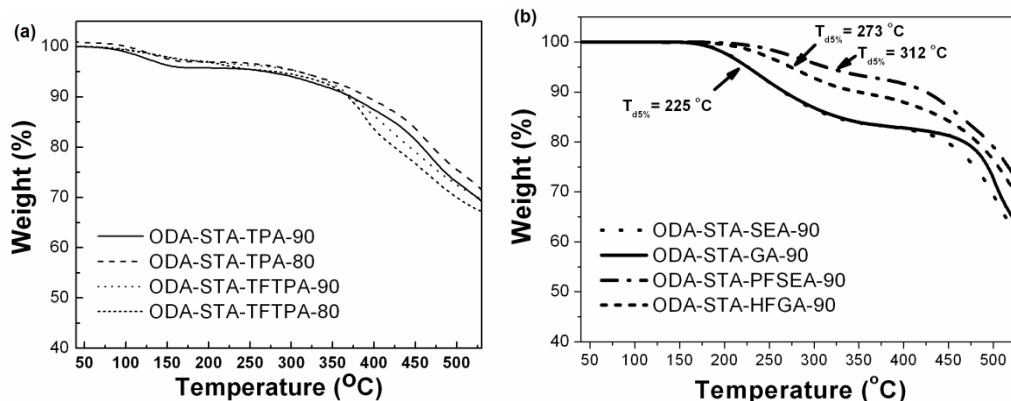 (a)
100
90
80
70
60
50
40
Weight (%)
ODA-STA-TPA-90
ODA-STA-TPA-80
ODA-STA-TFTPA-90
ODA-STA-TFTPA-80
50 100 150 200 250 300 350 400 450 500
Temperature (OC)
(b)
100
90
80
70
60
50
40
Weight (%)
Td5% = 273 °C
Td5% = 312 °C
Td5% = 225 °C
ODA-STA-SEA-90
ODA-STA-GA-90
ODA-STA-PFSEA-90
ODA-STA-HFGA-90
50 100 150 200 250 300 350 400 450 500
Temperature (°C)